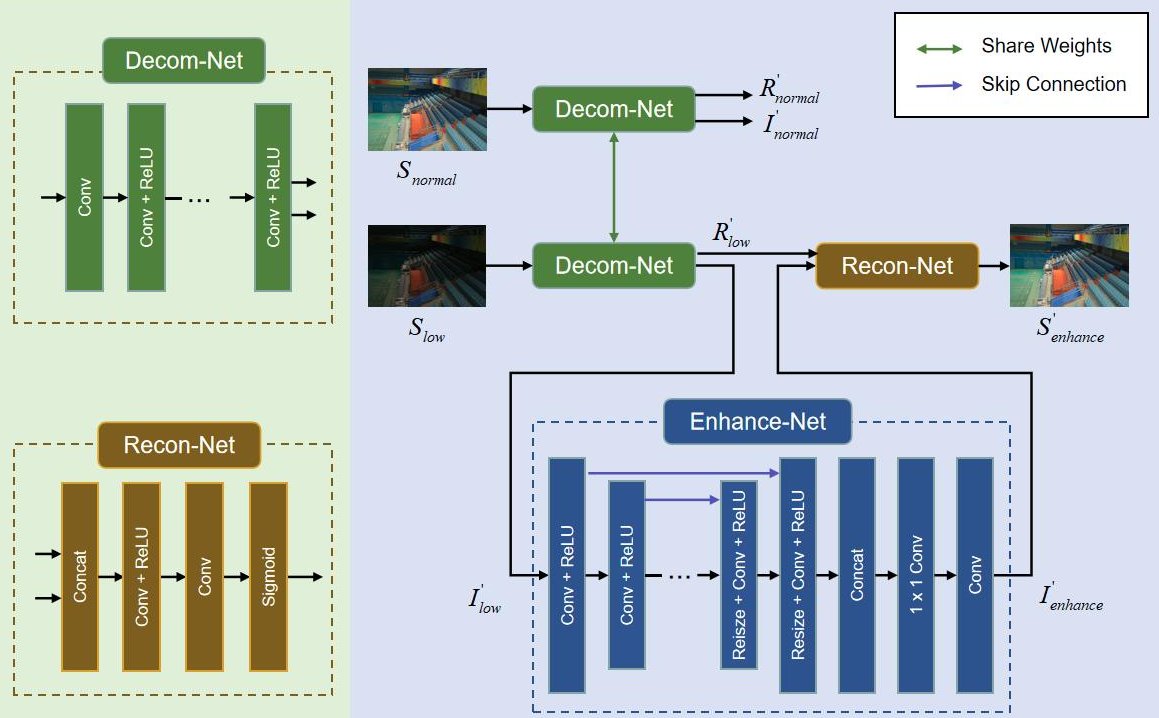 Decom-Net
Conv
Conv + ReLU
...
Conv + ReLU
Recon-Net
Concat
Conv + ReLU
Conv
Sigmoid
Share Weights
Skip Connection
S normal
Decom-Net
R' normal
I' normal
S low
Decom-Net
R' low
Recon-Net
S' enhance
Enhance-Net
I' low
Conv + ReLU
Conv + ReLU
...
Reisze + Conv + ReLU
Resize + Conv + ReLU
Concat
1 x 1 Conv
Conv
I' enhance